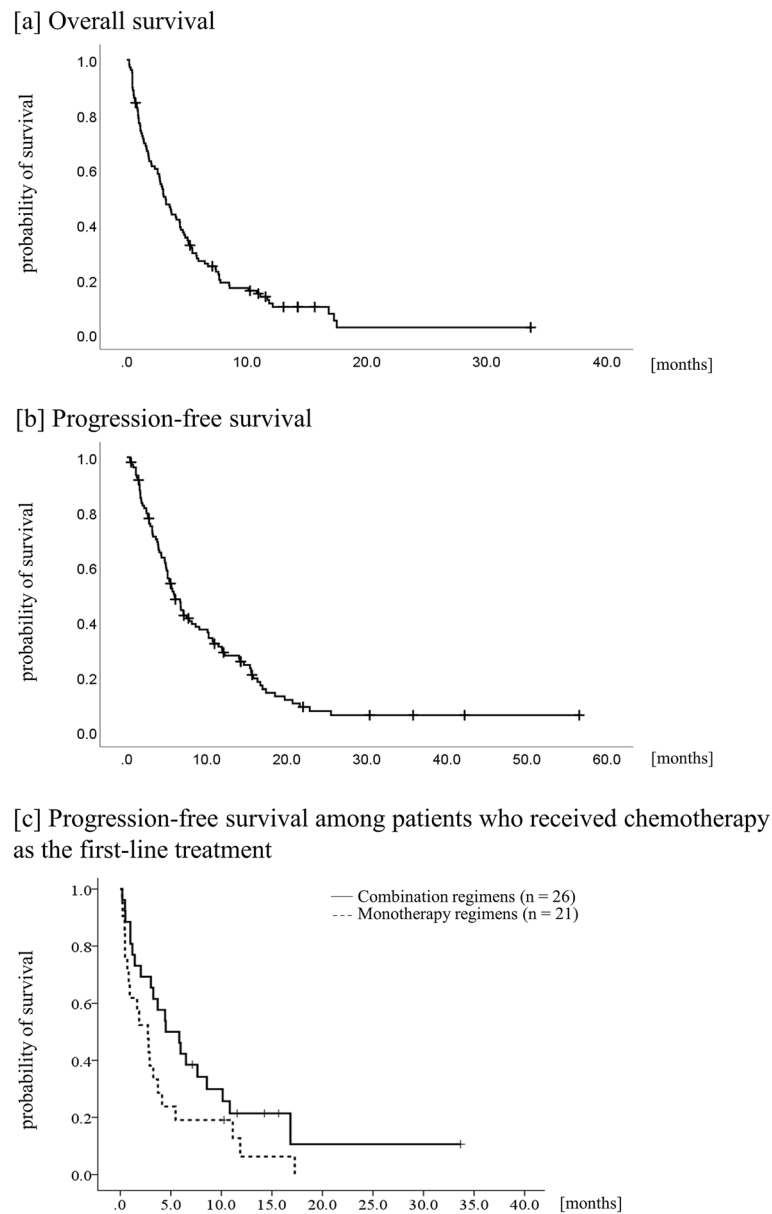 [a] Overall survival
1.0
0.8
0.6
0.4
0.2
0.0
probability of survival
.0 10.0 20.0 30.0 40.0 [months]
[b] Progression-free survival
1.0
0.8
0.6
0.4
0.2
0.0
probability of survival
.0 10.0 20.0 30.0 40.0 50.0 60.0 [months]
[c] Progression-free survival among patients who received chemotherapy
as the first-line treatment
Combination regimens (n = 26)
Monotherapy regimens (n = 21)
1.0
0.8
0.6
0.4
0.2
0.0
probability of survival
.0 5.0 10.0 15.0 20.0 25.0 30.0 35.0 40.0 [months]